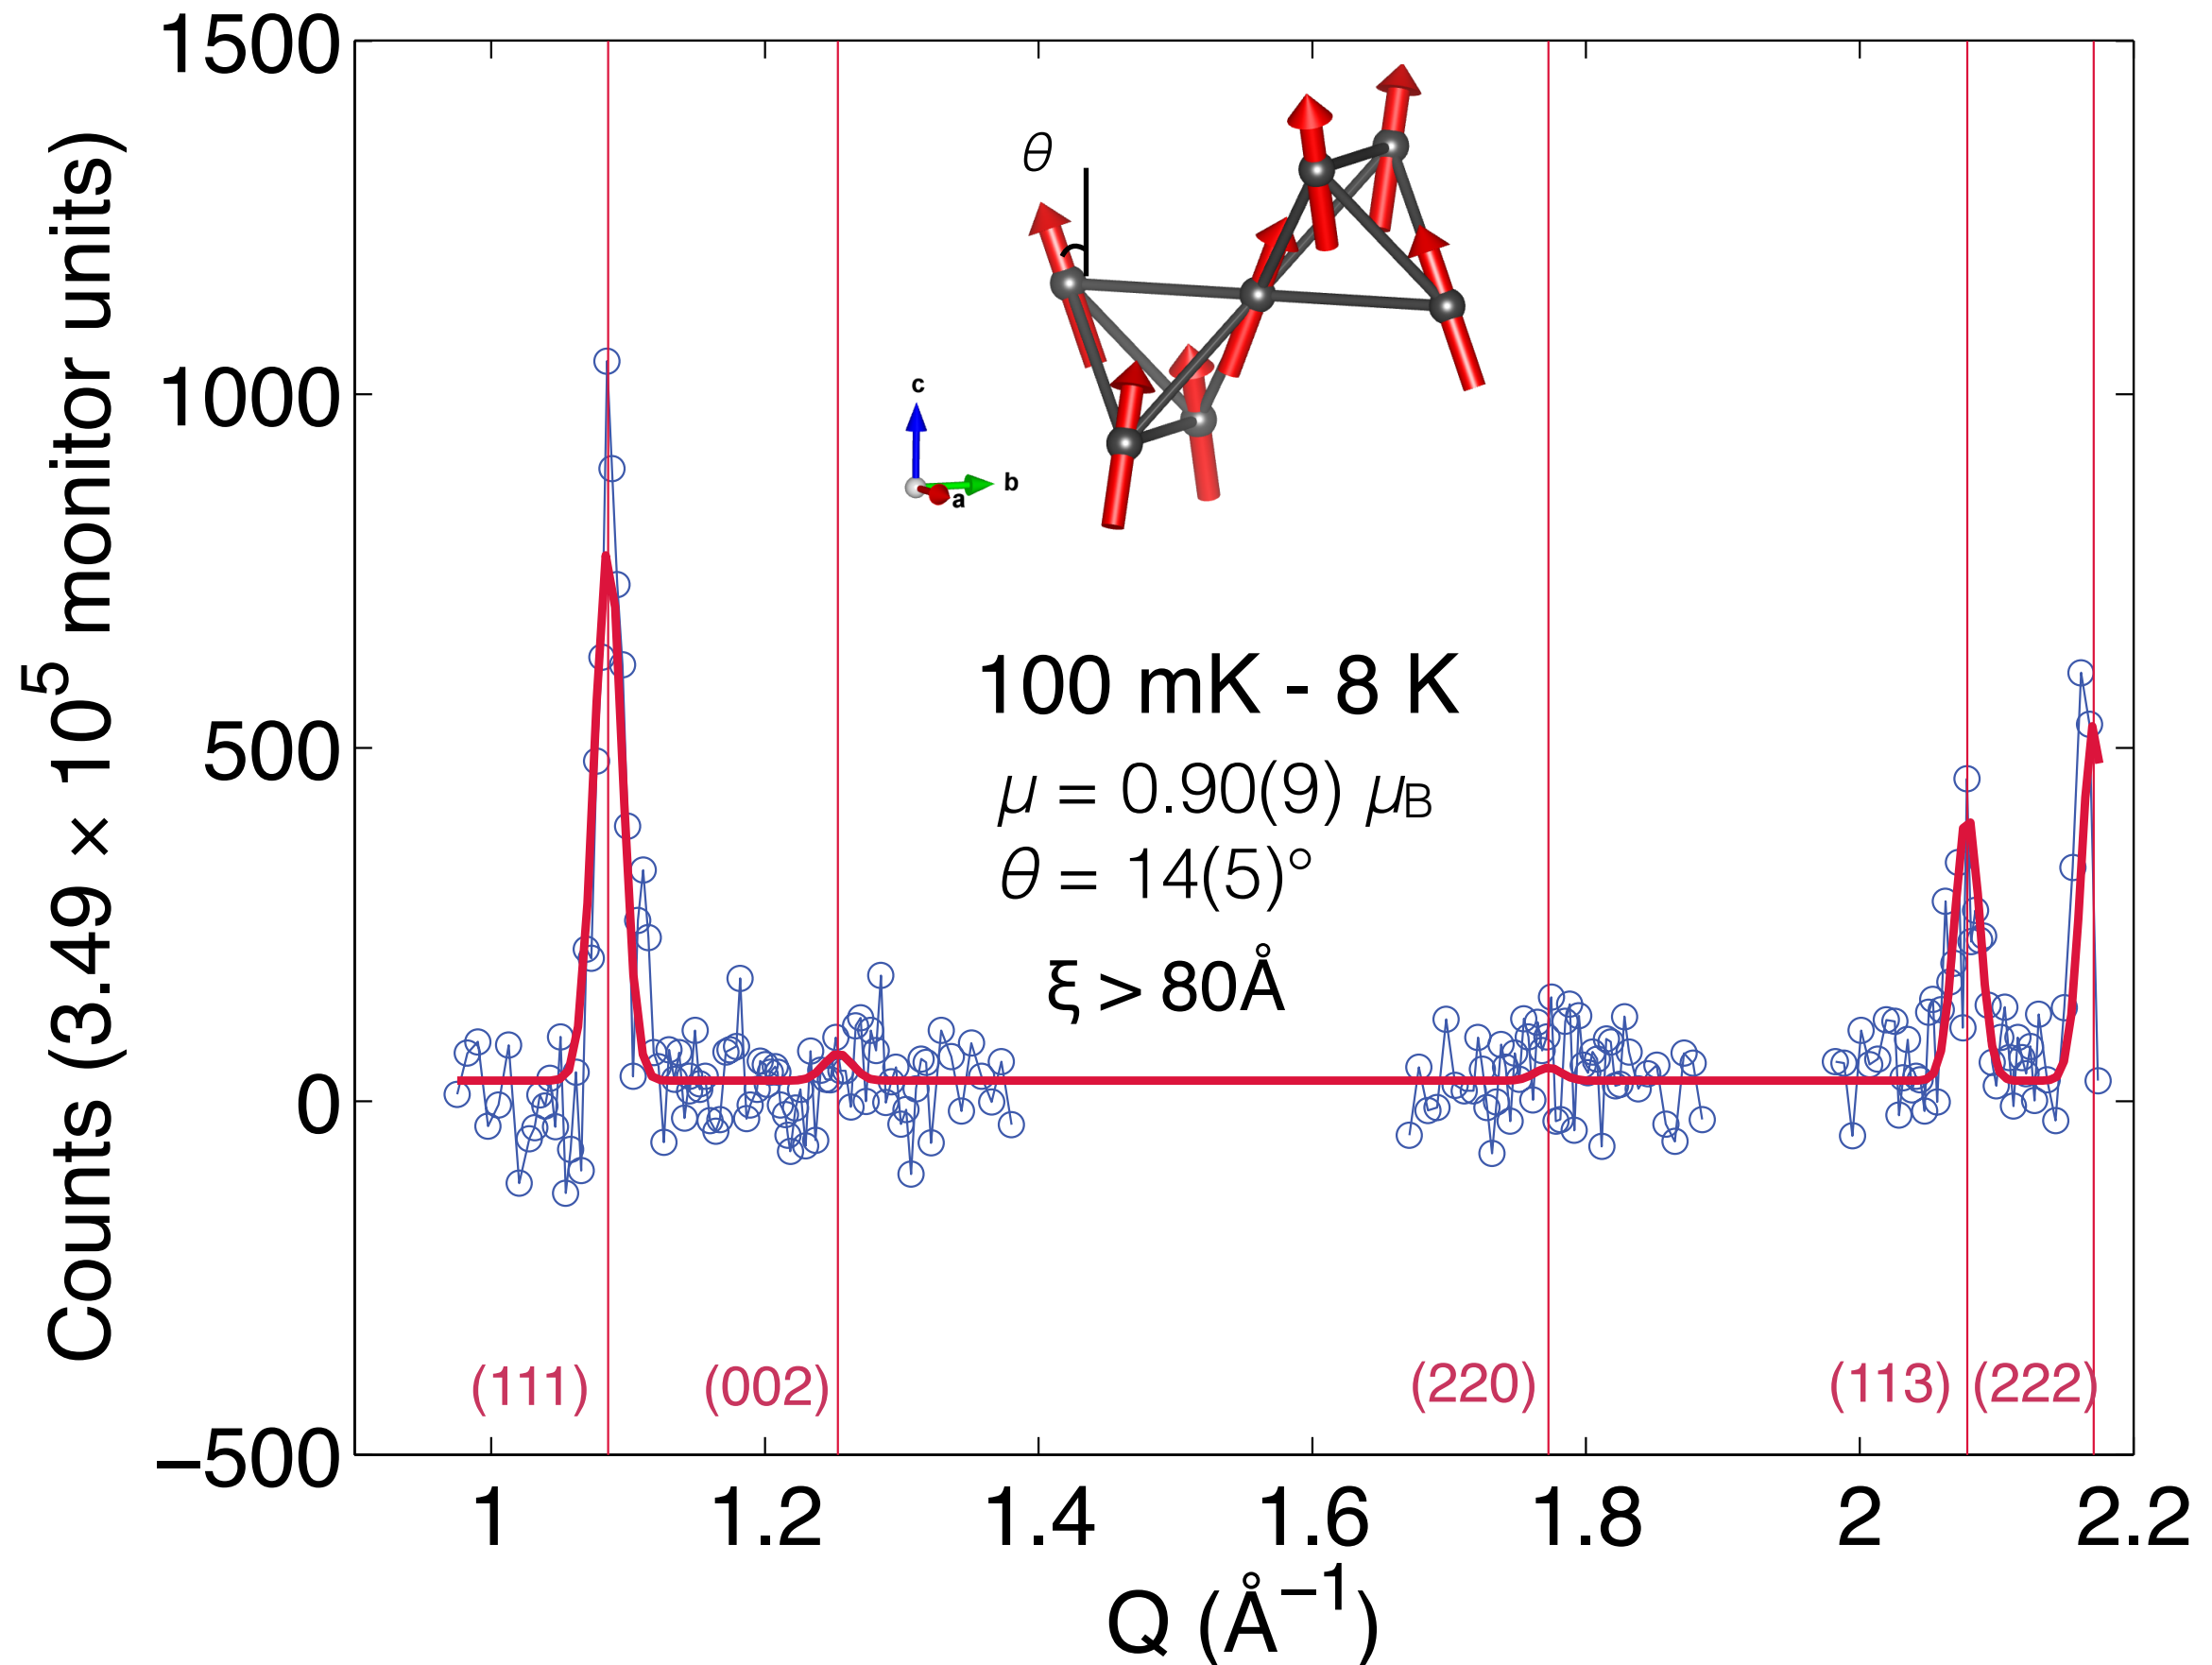 1500
1000
500
0
−500
Counts (3.49 × 10⁵ monitor units)
θ
c
b
a
100 mK - 8 K
μ = 0.90(9) μB
θ = 14(5)°
ξ > 80Å
(111)
(002)
(220)
(113)
(222)
1
1.2
1.4
1.6
1.8
2
2.2
Q (Å⁻¹)